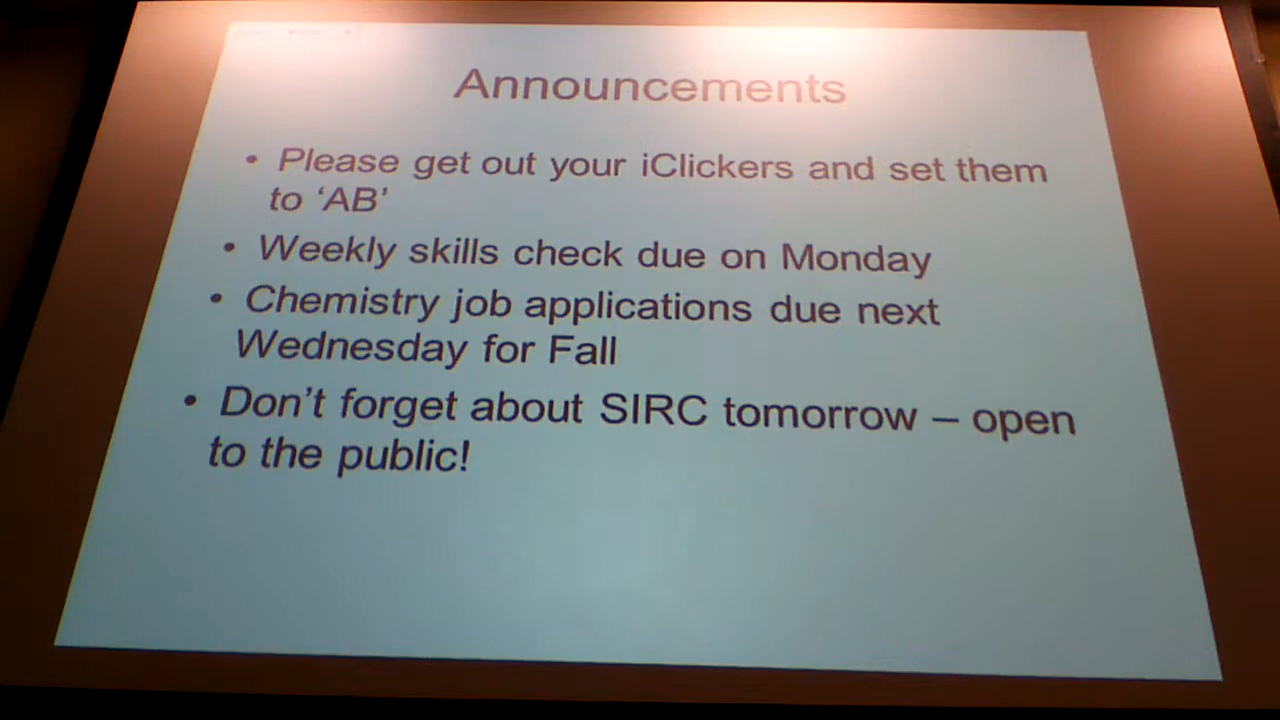 Announcements
• Please get out your iClickers and set them
to ‘AB’
• Weekly skills check due on Monday
• Chemistry job applications due next
Wednesday for Fall
• Don’t forget about SIRC tomorrow – open
to the public!